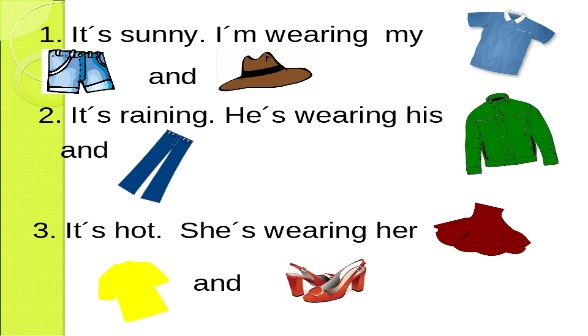 1. It´s sunny. I´m wearing my
and
2. It´s raining. He´s wearing his
and
3. It´s hot. She´s wearing her
and